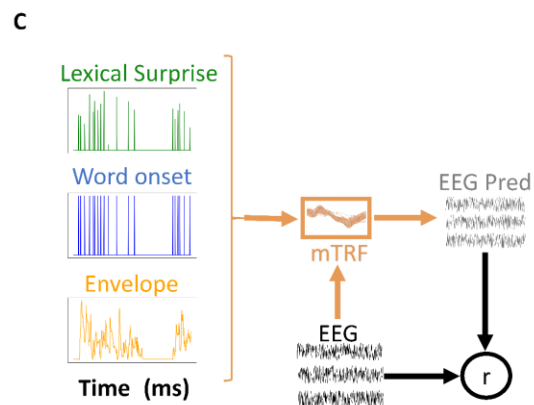 C
Lexical Surprise
Word onset
Envelope
Time (ms)
mTRF
EEG
EEG Pred
r